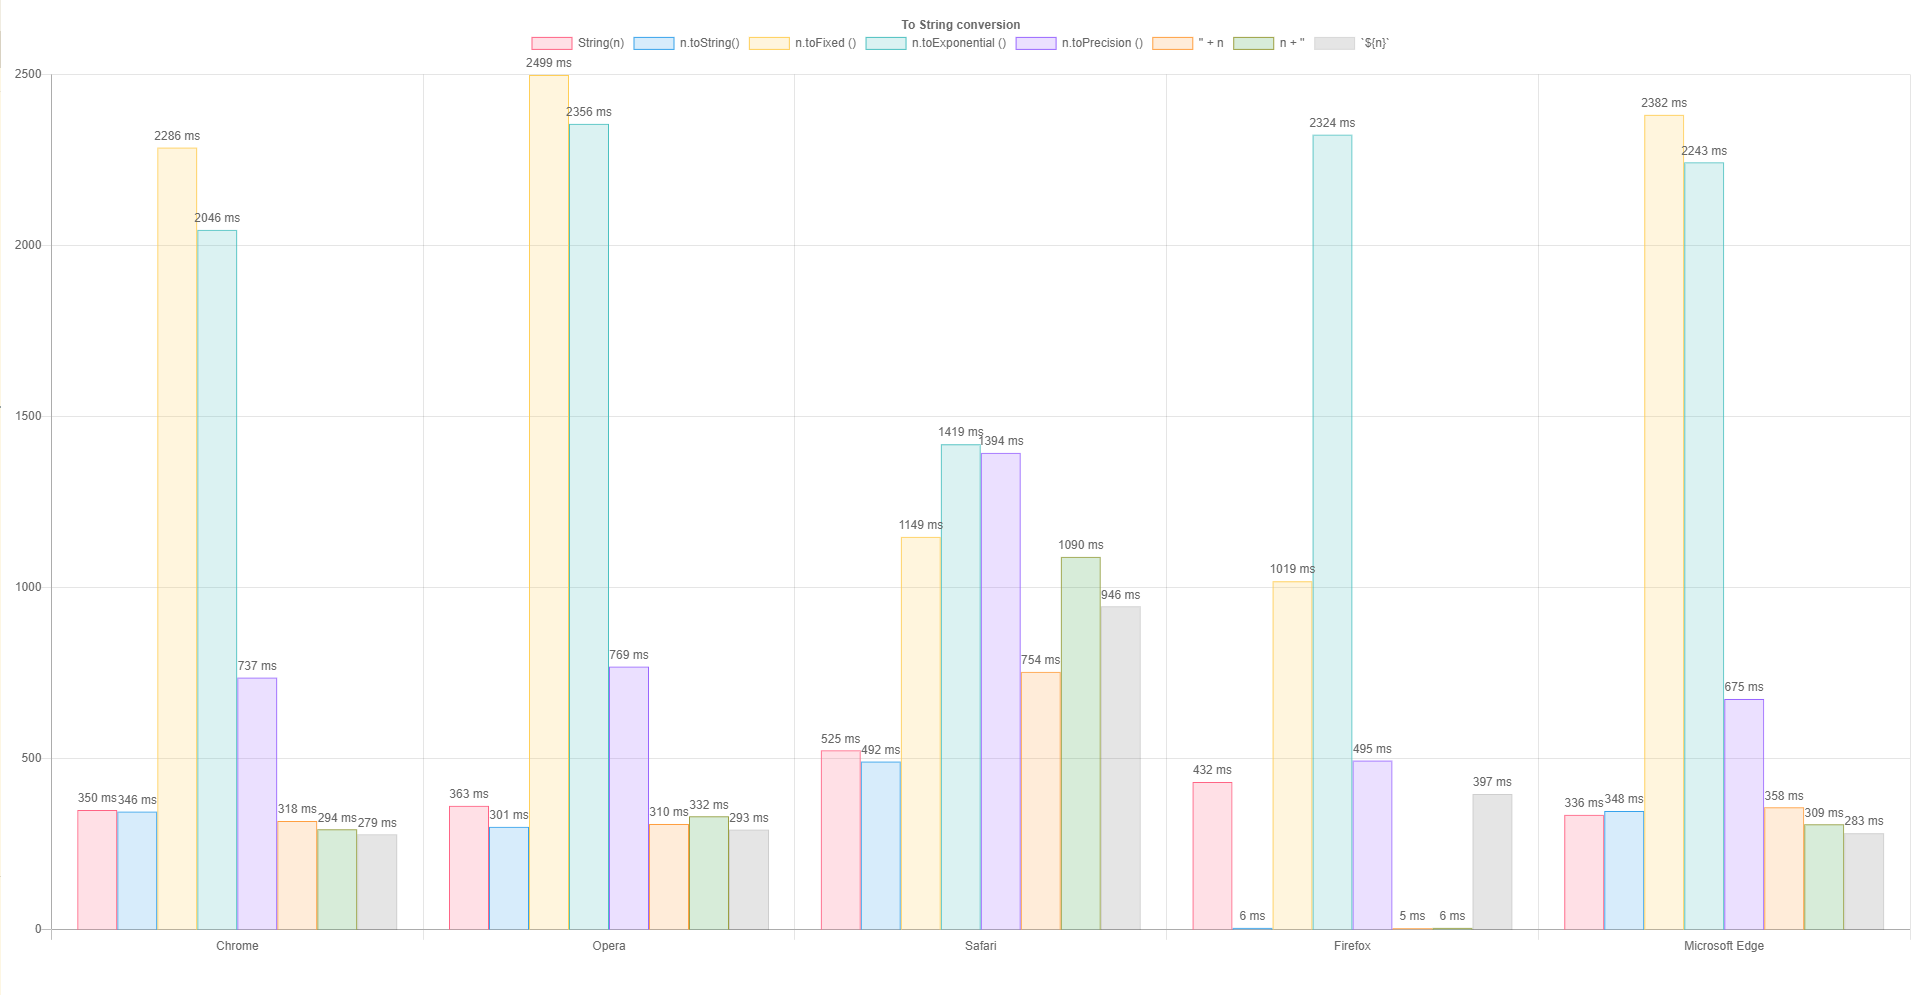 To String conversion
String(n) n.toString() n.toFixed () n.toExponential () n.toPrecision () '' + n n + '' `${n}`
2499 ms
2500
2382 ms
2356 ms
2324 ms
2286 ms
2243 ms
2046 ms
2000
1500
1419 ms
1394 ms
1149 ms
1090 ms
1019 ms
1000
946 ms
737 ms
769 ms
754 ms
675 ms
525 ms
492 ms
495 ms
500
432 ms
397 ms
350 ms 346 ms 318 ms 294 ms 279 ms
363 ms 301 ms 310 ms 332 ms 293 ms
336 ms 348 ms 358 ms 309 ms 283 ms
6 ms 5 ms 6 ms
0
Chrome Opera Safari Firefox Microsoft Edge